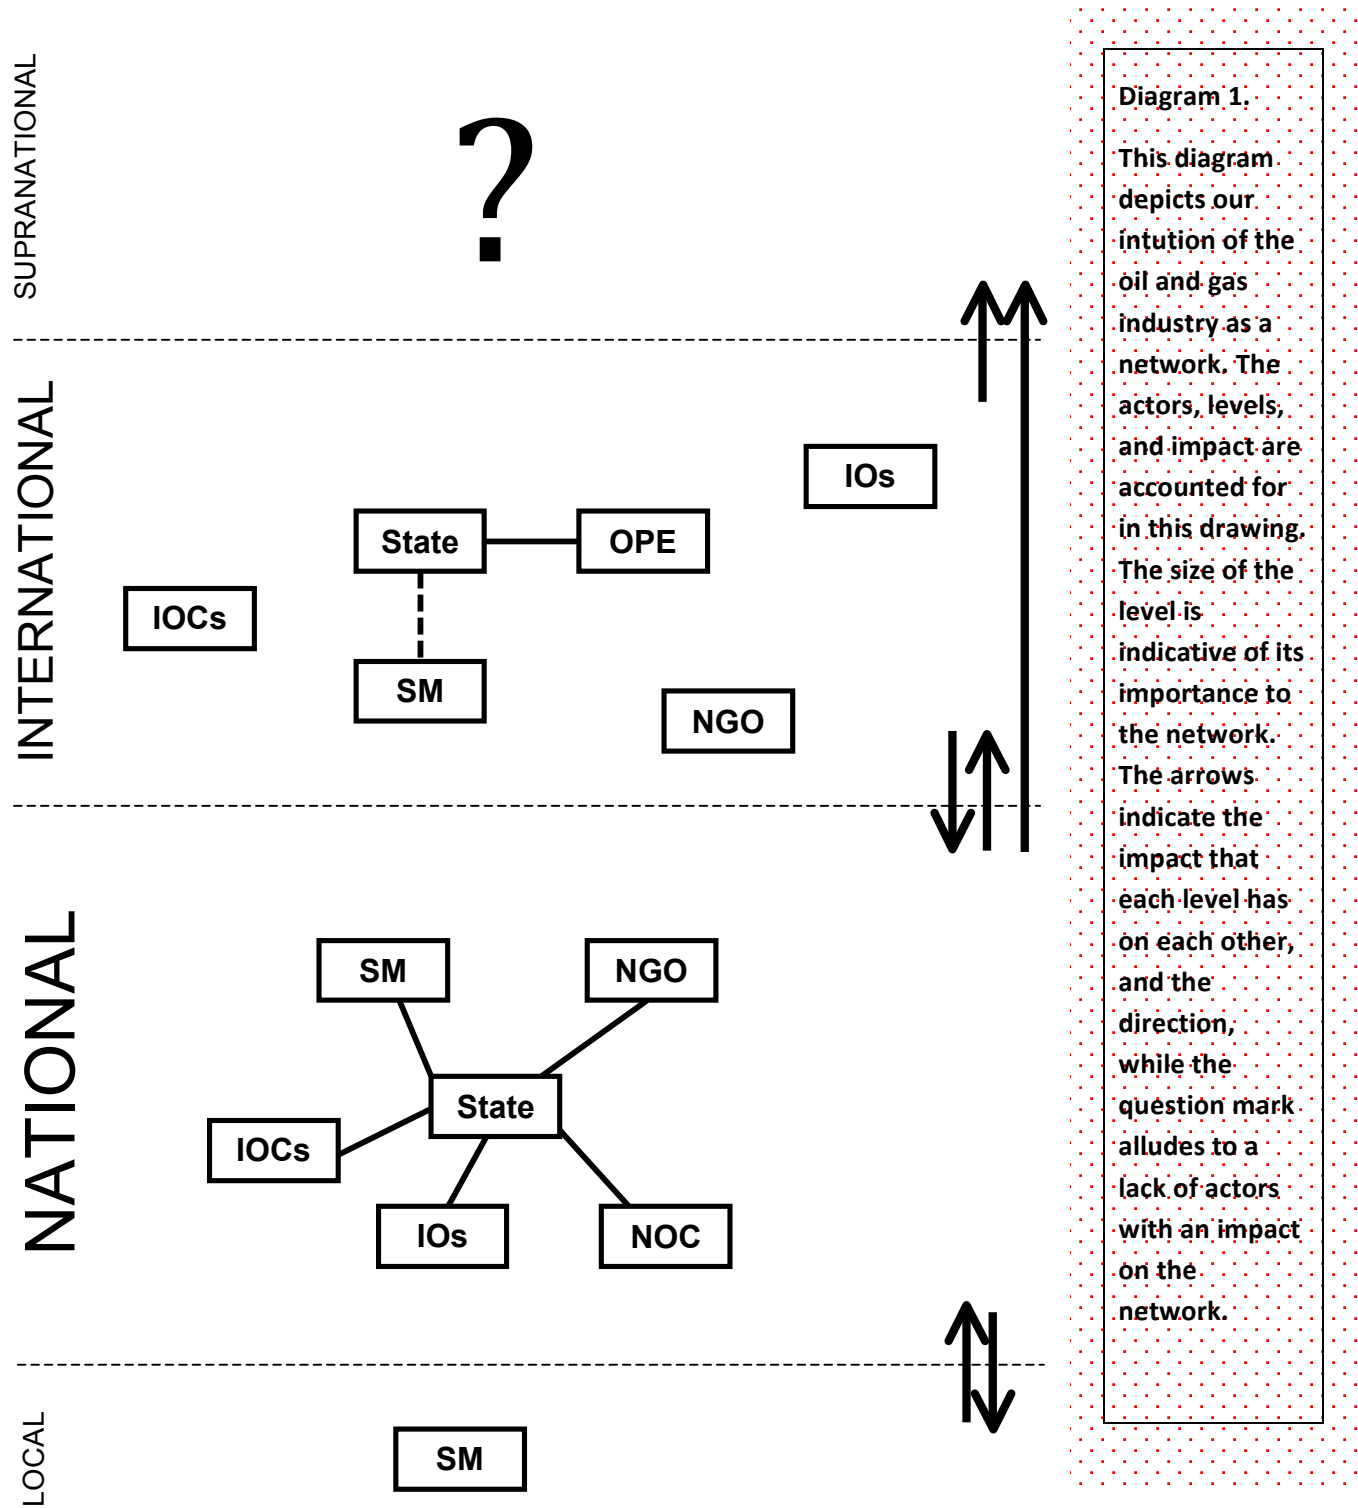 SUPRANATIONAL
?
INTERNATIONAL
IOs
State
OPE
IOCs
SM
NGO
NATIONAL
SM
NGO
State
IOCs
IOs
NOC
LOCAL
SM
Diagram 1.
This diagram
depicts our
intution of the
oil and gas
industry as a
network. The
actors, levels,
and impact are
accounted for
in this drawing.
The size of the
level is
indicative of its
importance to
the network.
The arrows
indicate the
impact that
each level has
on each other,
and the
direction,
while the
question mark
alludes to a
lack of actors
with an impact
on the
network.